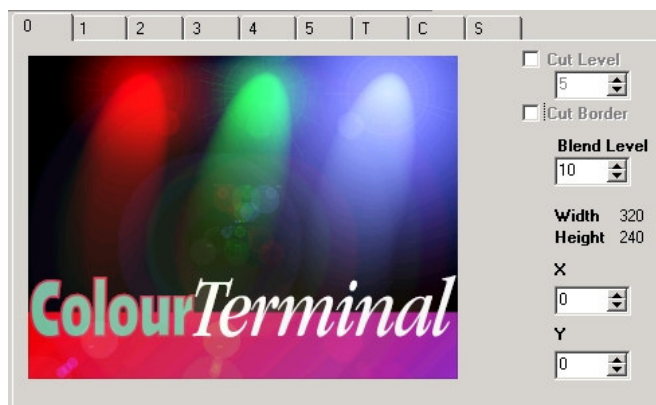 0 1 2 3 4 5 T C S
Cut Level
5
Cut Border
Blend Level
10
Width 320
Height 240
X
0
Y
0
ColourTerminal